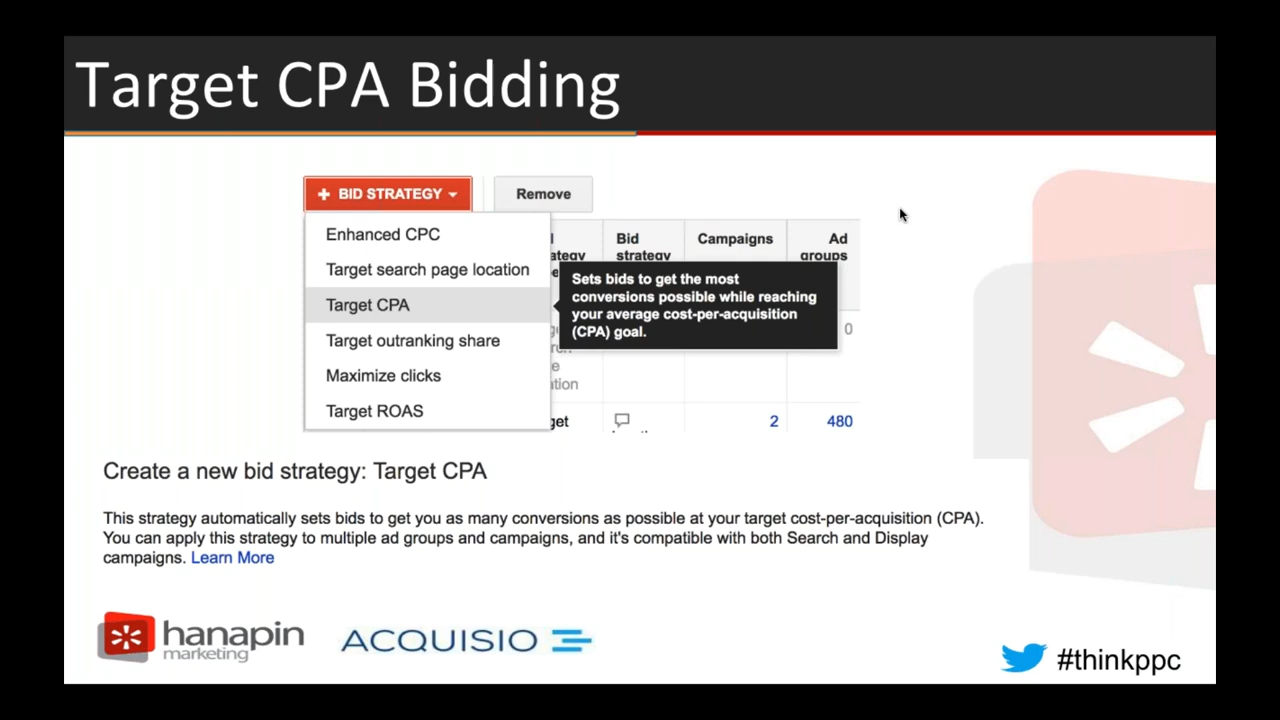 Target CPA Bidding
BID STRATEGY
Remove
Enhanced CPC
Target search page location
Target CPA
Target outranking share
Maximize clicks
Target ROAS
Bid
strategy
Campaigns
Ad
groups
Sets bids to get the most
conversions possible while reaching
your average cost-per-acquisition
(CPA) goal.
0
2
480
Create a new bid strategy: Target CPA
This strategy automatically sets bids to get you as many conversions as possible at your target cost-per-acquisition (CPA).
You can apply this strategy to multiple ad groups and campaigns, and it's compatible with both Search and Display
campaigns. Learn More
hanapin
marketing
ACQUISIO
#thinkppc